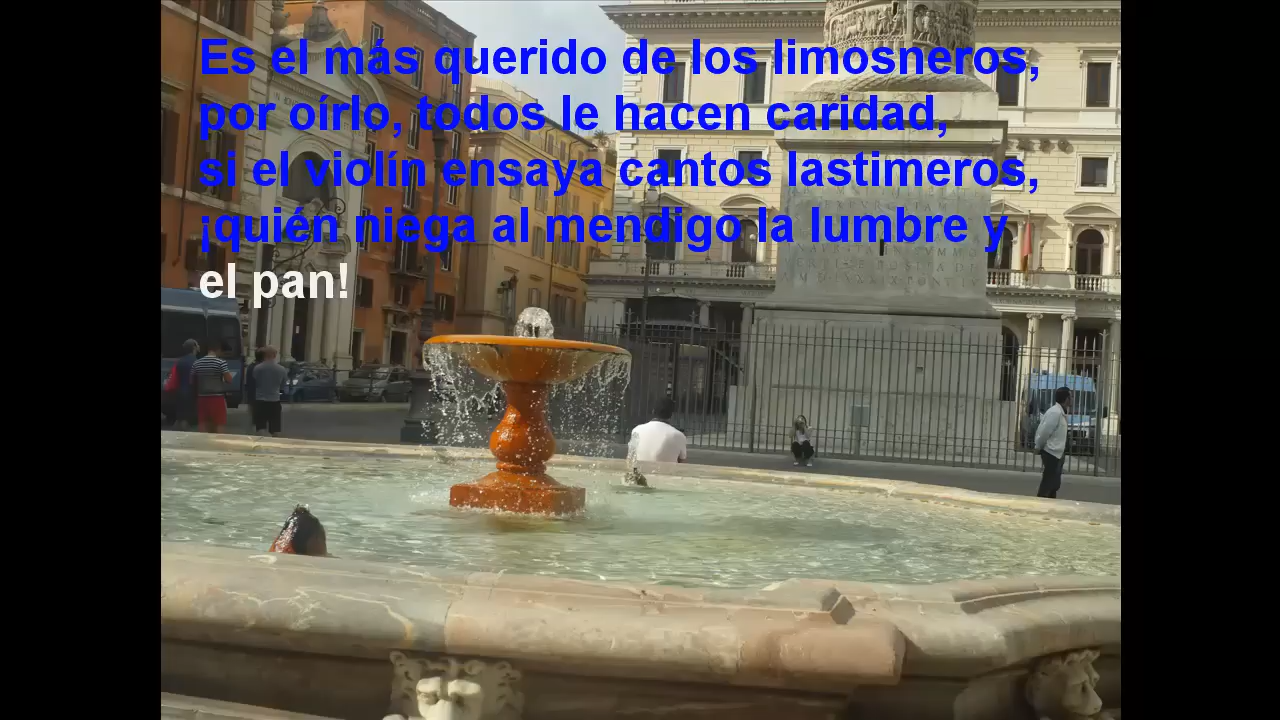 Es el más querido de los limosneros,
por oírlo, todos le hacen caridad,
si el violín ensaya cantos lastimeros,
¡quién niega al mendigo la lumbre y
el pan!